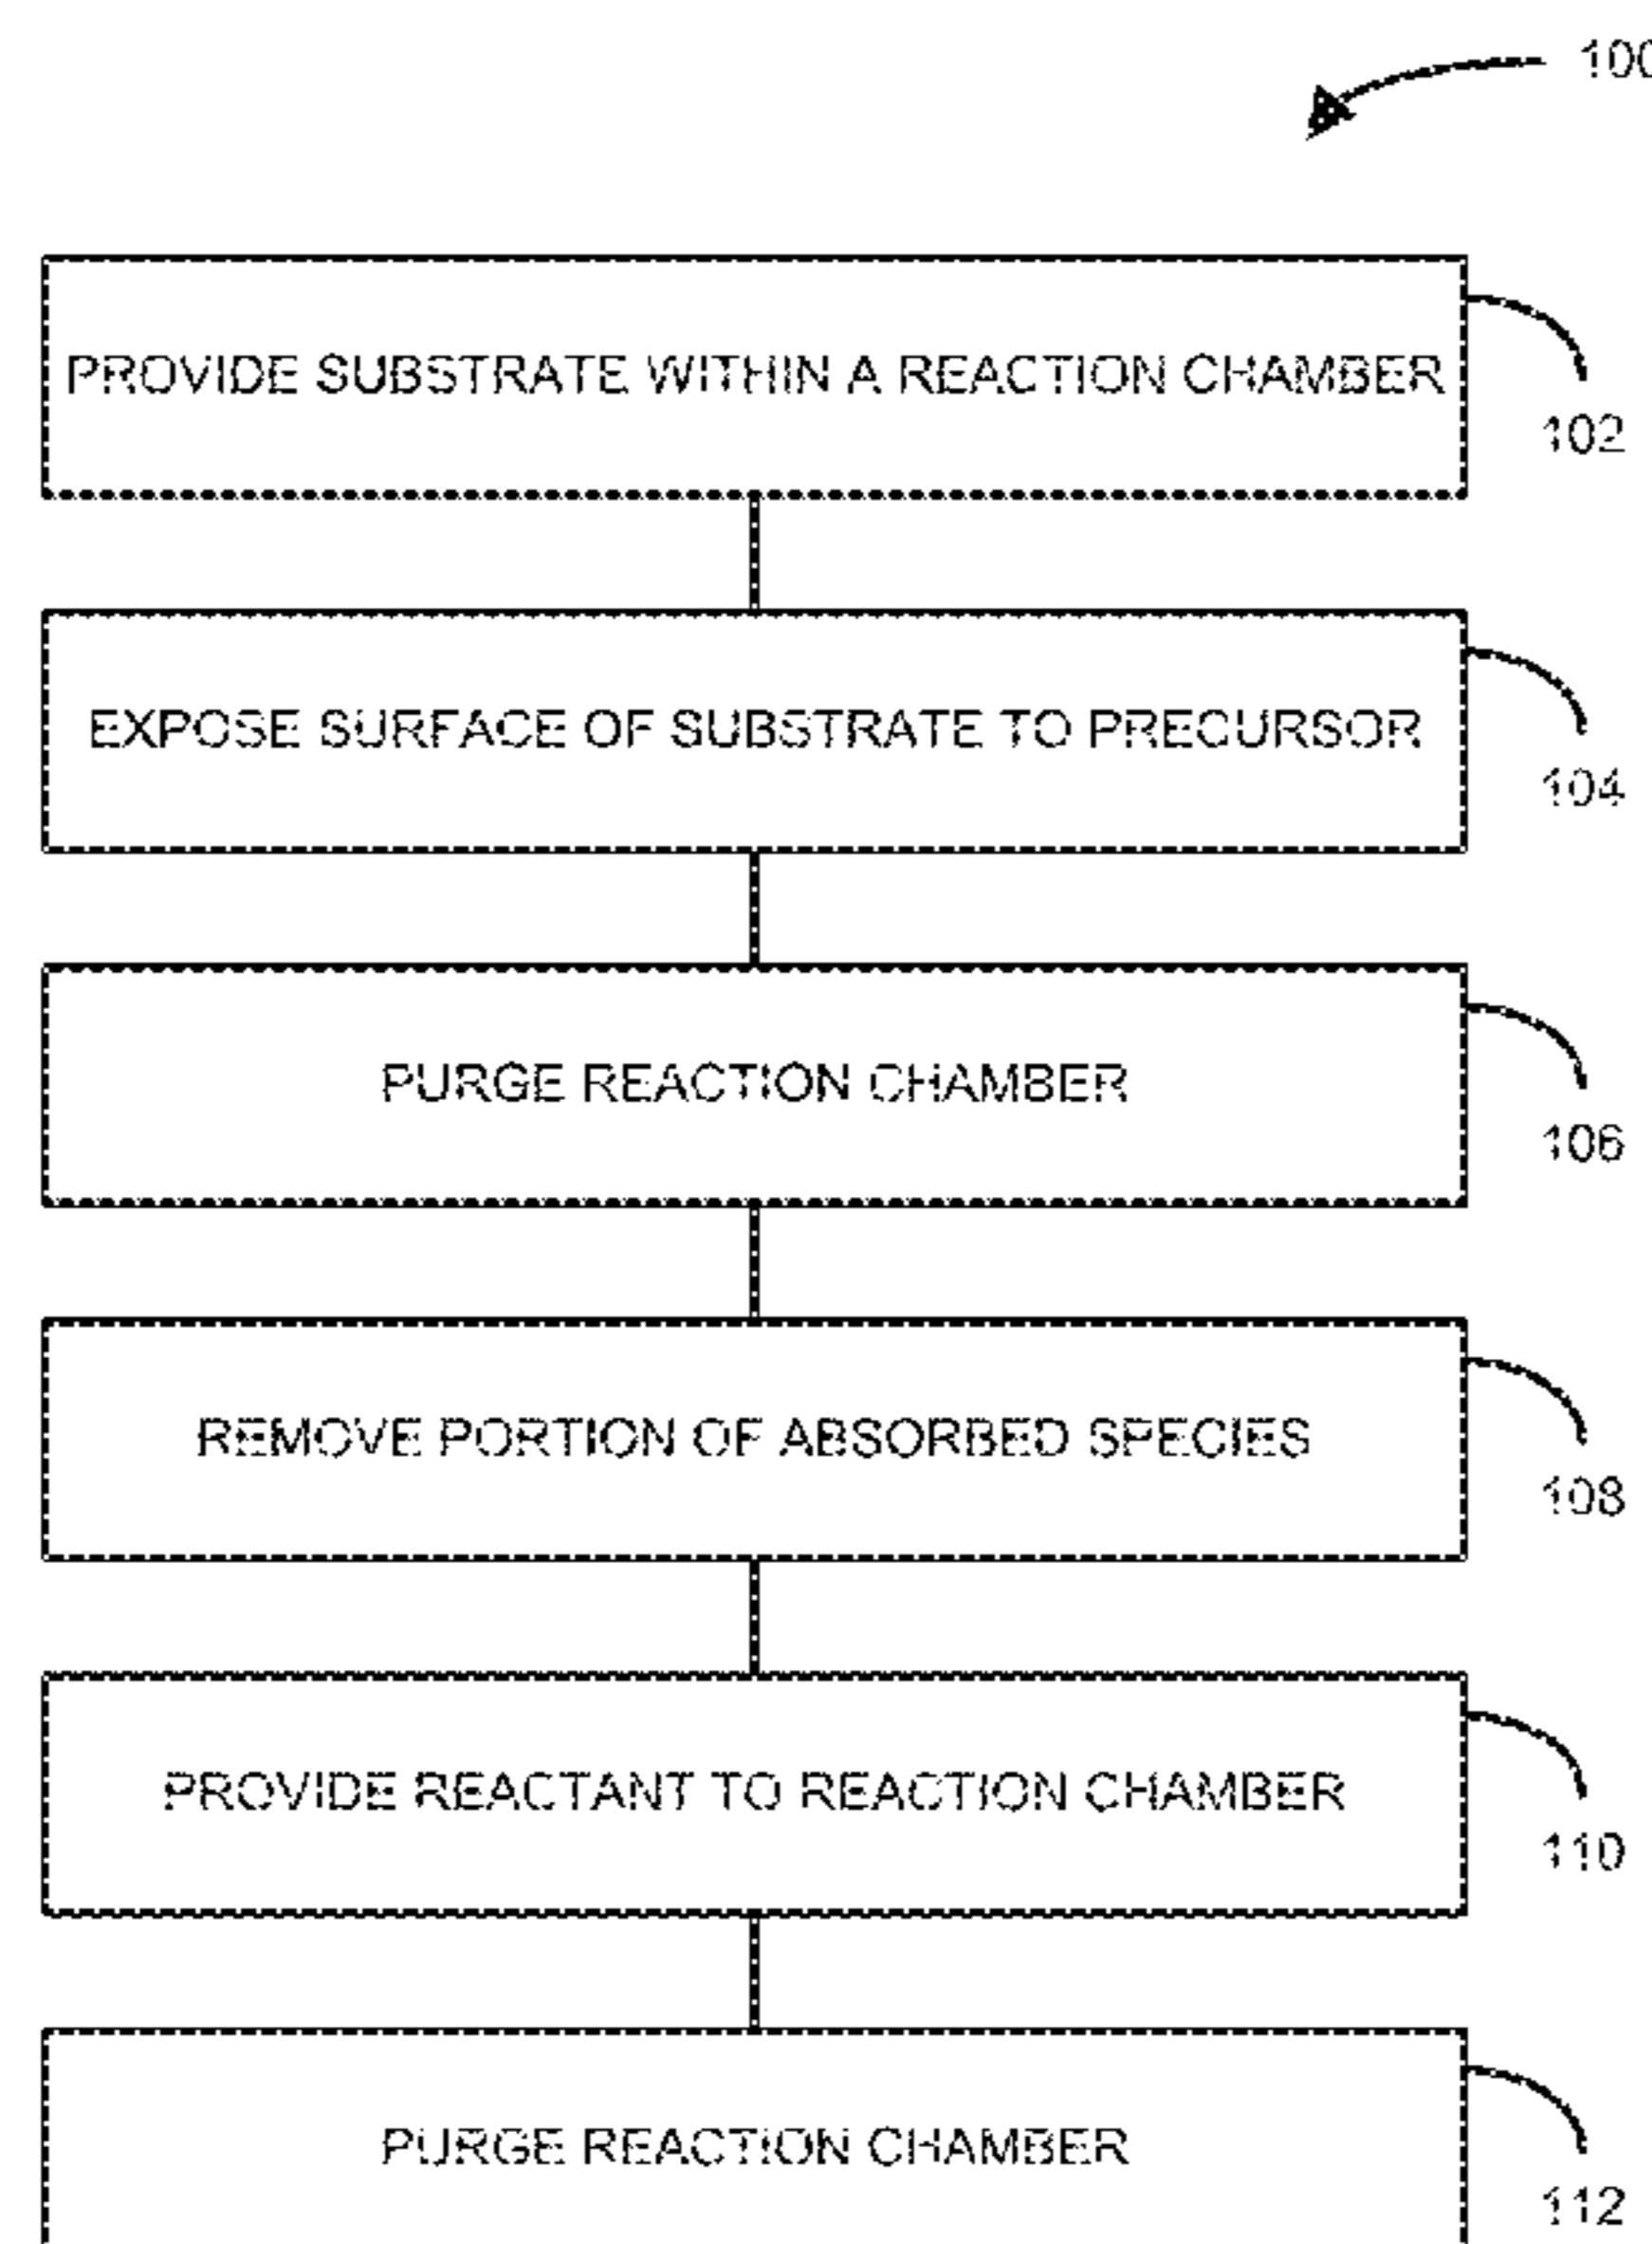 100
PROVIDE SUBSTRATE WITHIN A REACTION CHAMBER
102
EXPOSE SURFACE OF SUBSTRATE TO PRECURSOR
104
PURGE REACTION CHAMBER
106
REMOVE PORTION OF ABSORBED SPECIES
108
PROVIDE REACTANT TO REACTION CHAMBER
110
PURGE REACTION CHAMBER
112